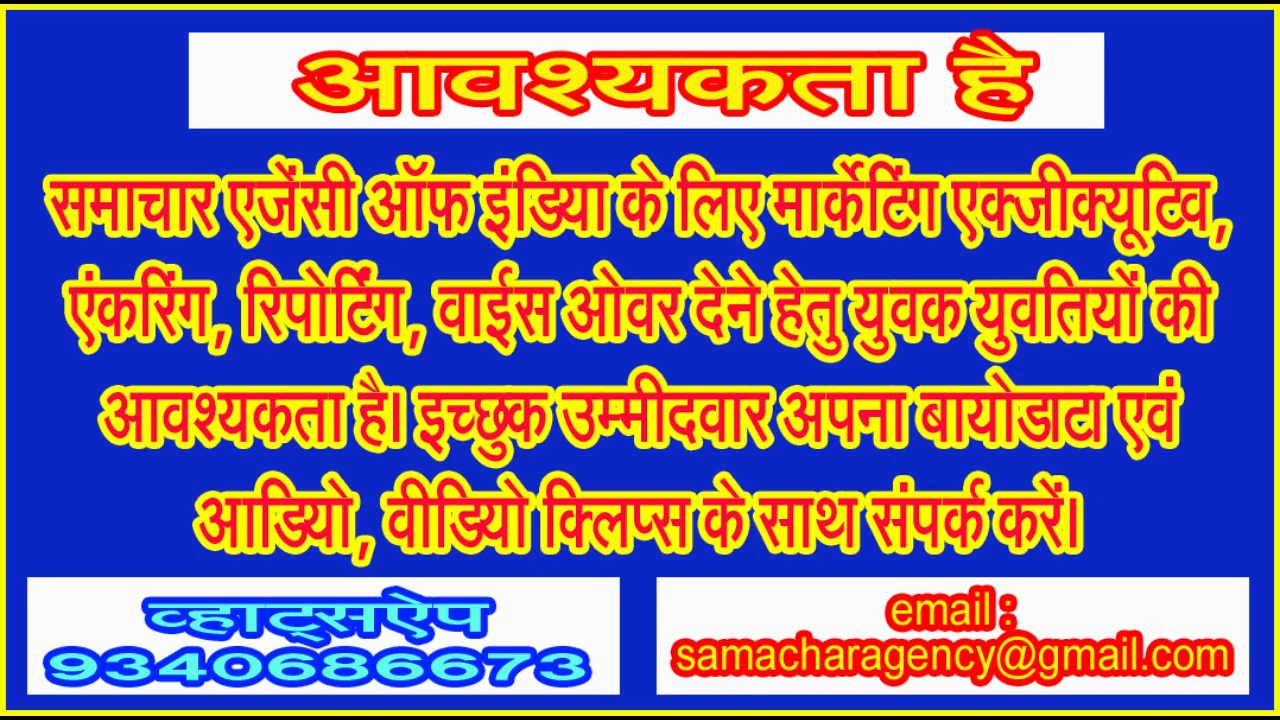 आवश्यकता है
समाचार एजेंसी ऑफ इंडिया के लिए मार्केटिंग एक्जीक्यूटिव,
एंकरिंग, रिपोर्टिंग, वाईस ओवर देने हेतु युवक युवतियों की
आवश्यकता है। इच्छुक उम्मीदवार अपना बायोडाटा एवं
आडियो, वीडियो क्लिप्स के साथ संपर्क करें।
व्हाट्सऐप
9340686673
email :
samacharagency@gmail.com